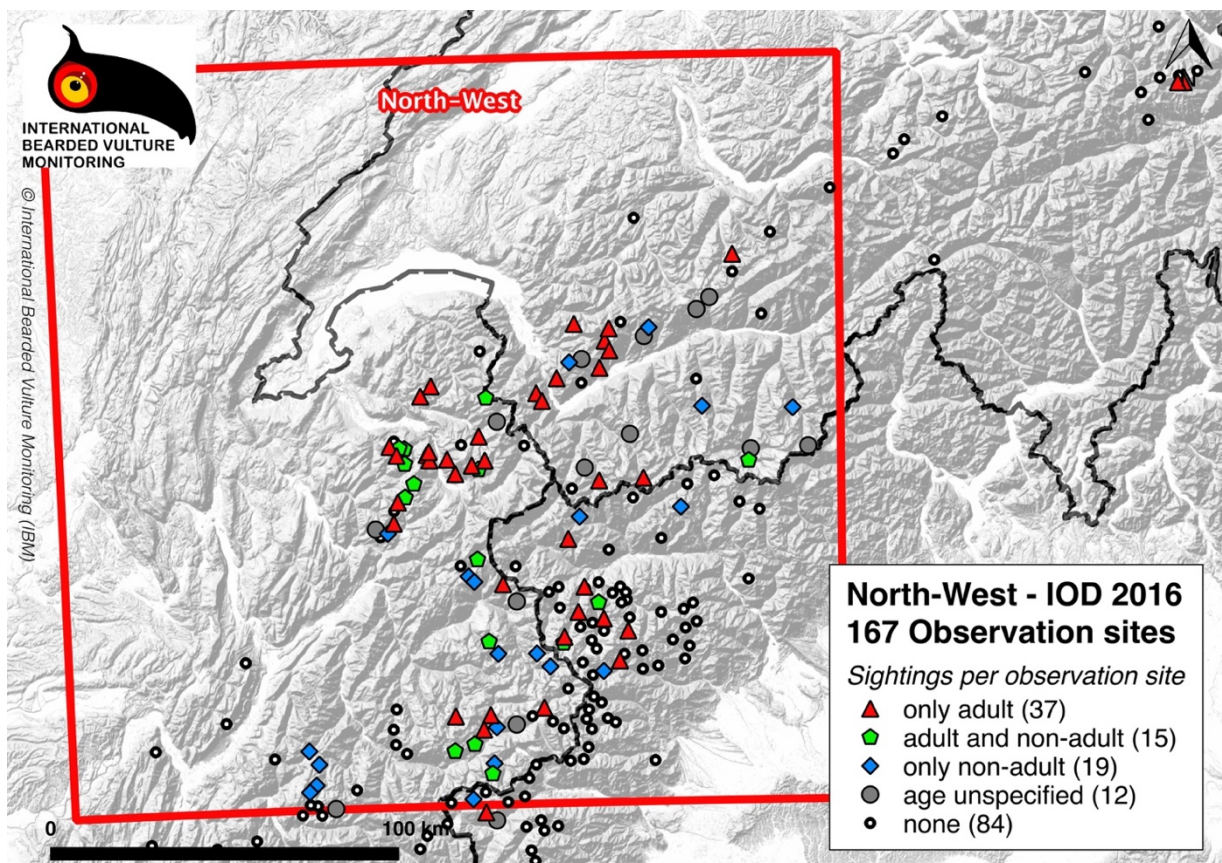 INTERNATIONAL
BEARDED VULTURE
MONITORING
North-West
© International Bearded Vulture Monitoring (IBM)
North-West - IOD 2016
167 Observation sites
Sightings per observation site
only adult (37)
adult and non-adult (15)
only non-adult (19)
age unspecified (12)
none (84)
0
100 km